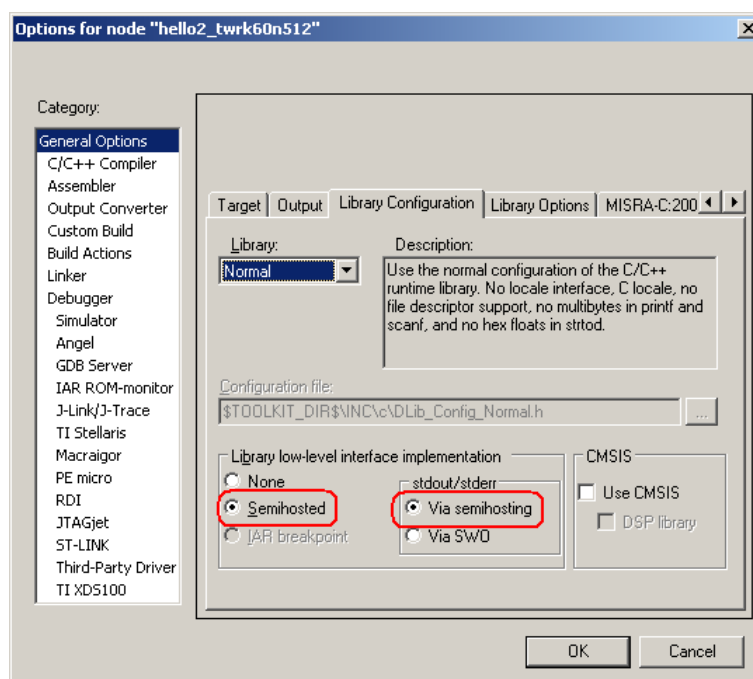 Options for node "hello2_twrk60n512"
Category:
General Options
C/C++ Compiler
Assembler
Output Converter
Custom Build
Build Actions
Linker
Debugger
Simulator
Angel
GDB Server
IAR ROM-monitor
J-Link/J-Trace
TI Stellaris
Macraigor
PE micro
RDI
JTAGjet
ST-LINK
Third-Party Driver
TI XDS100
Target Output Library Configuration Library Options MISRA-C:200
Library:
Normal
Description:
Use the normal configuration of the C/C++
runtime library. No locale interface, C locale, no
file descriptor support, no multibytes in printf and
scanf, and no hex floats in strtod.
Configuration file:
$TOOLKIT_DIR$\INC\c\DLib_Config_Normal.h
...
Library low-level interface implementation
None
Semihosted
IAR breakpoint
stdout/stderr
Via semihosting
Via SWO
CMSIS
Use CMSIS
DSP library
OK
Cancel